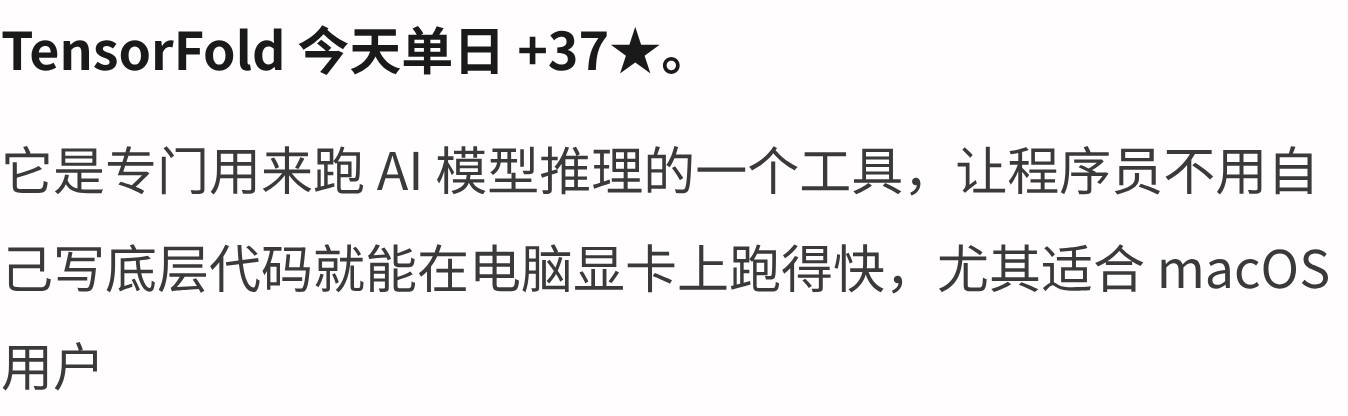 TensorFold 今天单日 +37★。
它是专门用来跑 AI 模型推理的一个工具，让程序员不用自
己写底层代码就能在电脑显卡上跑得快，尤其适合 macOS
用户